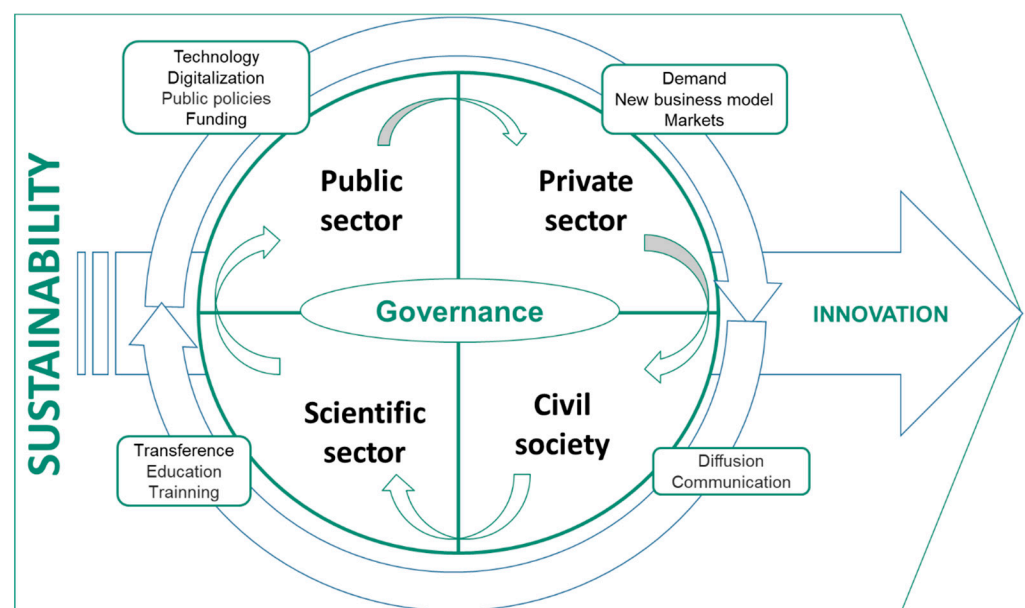 SUSTAINABILITY
Technology
Digitalization
Public policies
Funding
Demand
New business model
Markets
Public
sector
Private
sector
Governance
INNOVATION
Scientific
sector
Civil
society
Transference
Education
Trainning
Diffusion
Communication